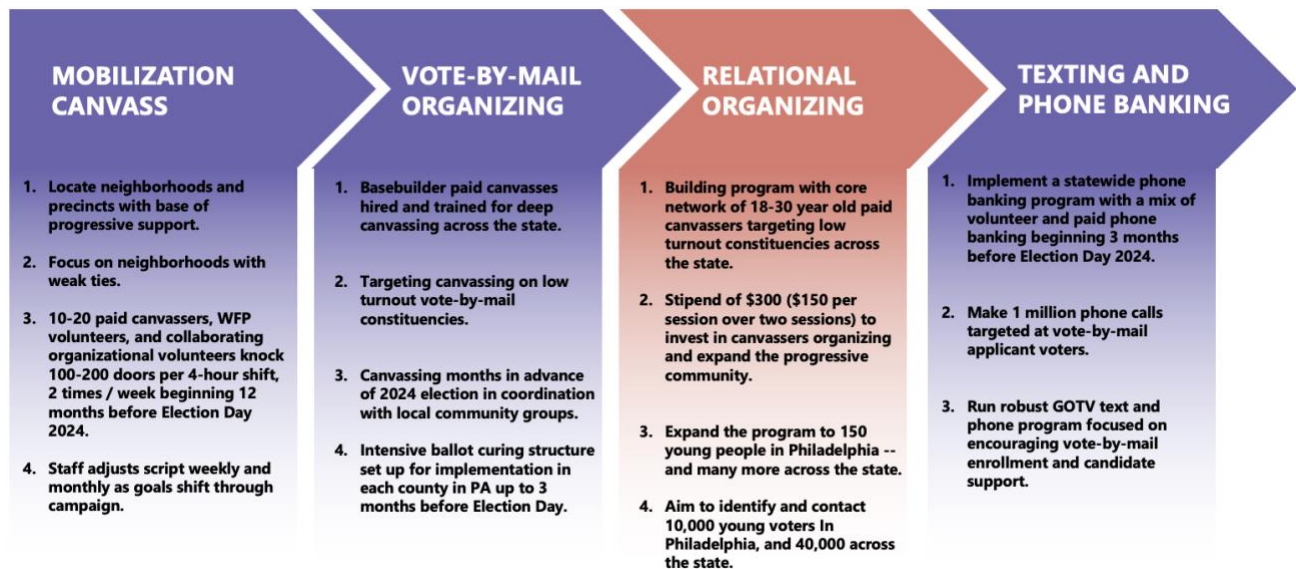 MOBILIZATION
CANVASS
1. Locate neighborhoods and
precincts with base of
progressive support.
2. Focus on neighborhoods with
weak ties.
3. 10-20 paid canvassers, WFP
volunteers, and collaborating
organizational volunteers knock
100-200 doors per 4-hour shift,
2 times / week beginning 12
months before Election Day
2024.
4. Staff adjusts script weekly and
monthly as goals shift through
campaign.
VOTE-BY-MAIL
ORGANIZING
1. Basebuilder paid canvasses
hired and trained for deep
canvassing across the state.
2. Targeting canvassing on low
turnout vote-by-mail
constituencies.
3. Canvassing months in advance
of 2024 election in coordination
with local community groups.
4. Intensive ballot curing structure
set up for implementation in
each county in PA up to 3
months before Election Day.
RELATIONAL
ORGANIZING
1. Building program with core
network of 18-30 year old paid
canvassers targeting low
turnout constituencies across
the state.
2. Stipend of $300 ($150 per
session over two sessions) to
invest in canvassers organizing
and expand the progressive
community.
3. Expand the program to 150
young people in Philadelphia --
and many more across the state.
4. Aim to identify and contact
10,000 young voters In
Philadelphia, and 40,000 across
the state.
TEXTING AND
PHONE BANKING
1. Implement a statewide phone
banking program with a mix of
volunteer and paid phone
banking beginning 3 months
before Election Day 2024.
2. Make 1 million phone calls
targeted at vote-by-mail
applicant voters.
3. Run robust GOTV text and
phone program focused on
encouraging vote-by-mail
enrollment and candidate
support.